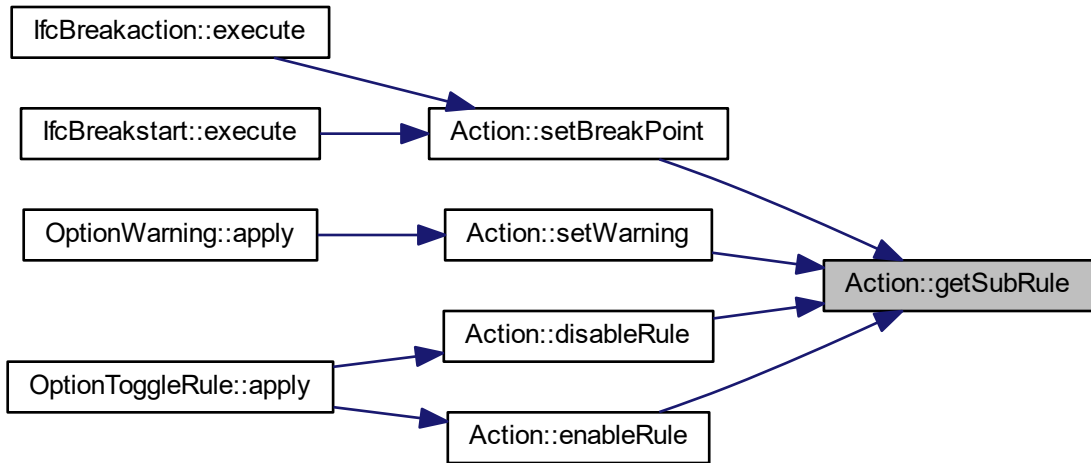 IfcBreakaction::execute
IfcBreakstart::execute
Action::setBreakPoint
OptionWarning::apply
Action::setWarning
Action::getSubRule
Action::disableRule
OptionToggleRule::apply
Action::enableRule